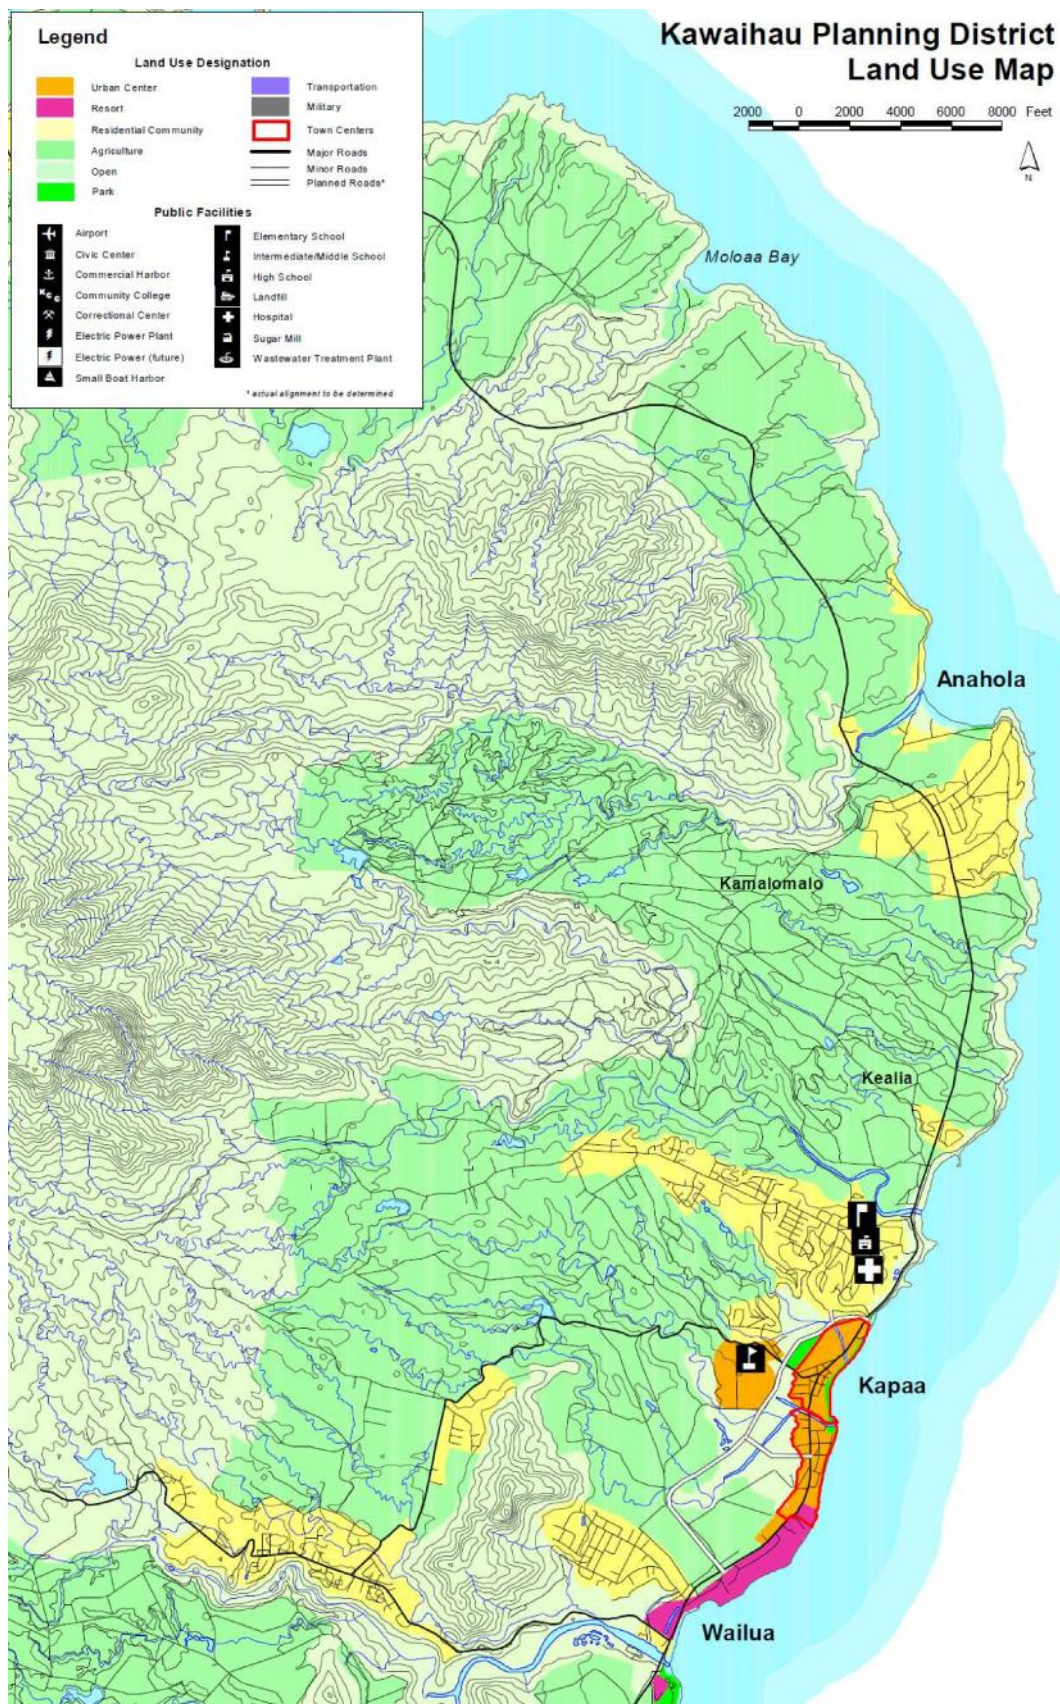 Kawaihau Planning District
Land Use Map
2000 0 2000 4000 6000 8000 Feet
N
Legend
Land Use Designation
Urban Center
Resort
Residential Community
Agriculture
Open
Park
Transportation
Military
Town Centers
Major Roads
Minor Roads
Planned Roads*
Public Facilities
Airport
Civic Center
Commercial Harbor
KCC
Community College
Correctional Center
Electric Power Plant
Electric Power (future)
Small Boat Harbor
Elementary School
Intermediate/Middle School
High School
Landfill
Hospital
Sugar Mill
Wastewater Treatment Plant
* actual alignment to be determined
Moloaa Bay
Anahola
Kamalomalo
Kealia
Kapaa
Wailua